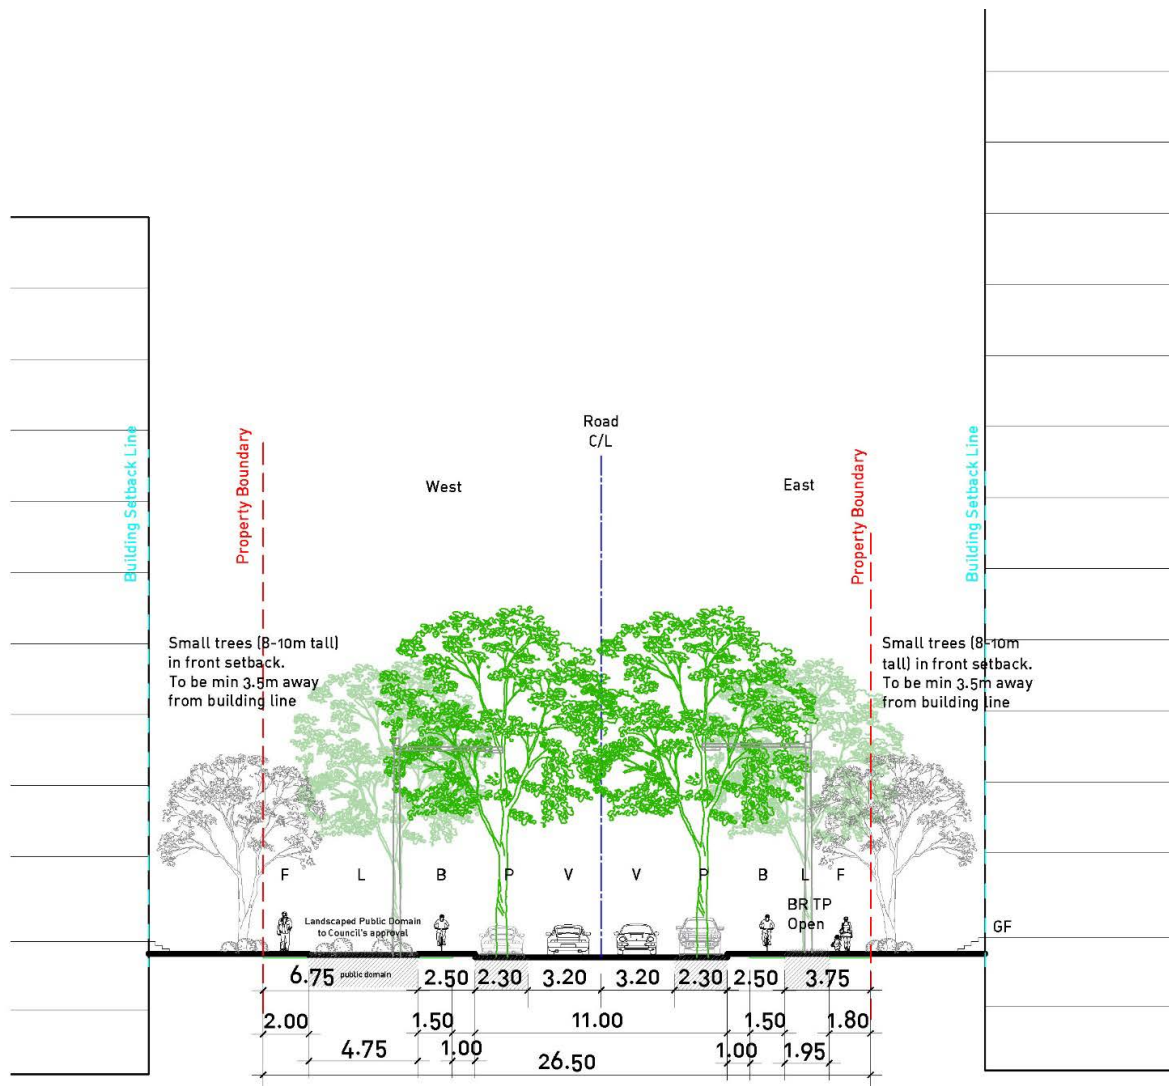 Road
C/L
West
East
Building Setback Line
Property Boundary
Property Boundary
Building Setback Line
Small trees (8-10m tall)
in front setback.
To be min 3.5m away
from building line
Small trees (8-10m
tall) in front setback.
To be min 3.5m away
from building line
F L B P V V P B L F
BR TP
Open
Landscaped Public Domain
to Council's approval
GF
6.75 public domain 2.50 2.30 3.20 3.20 2.30 2.50 3.75
2.00 1.50 11.00 1.50 1.80
4.75 1.00 26.50 1.00 1.95